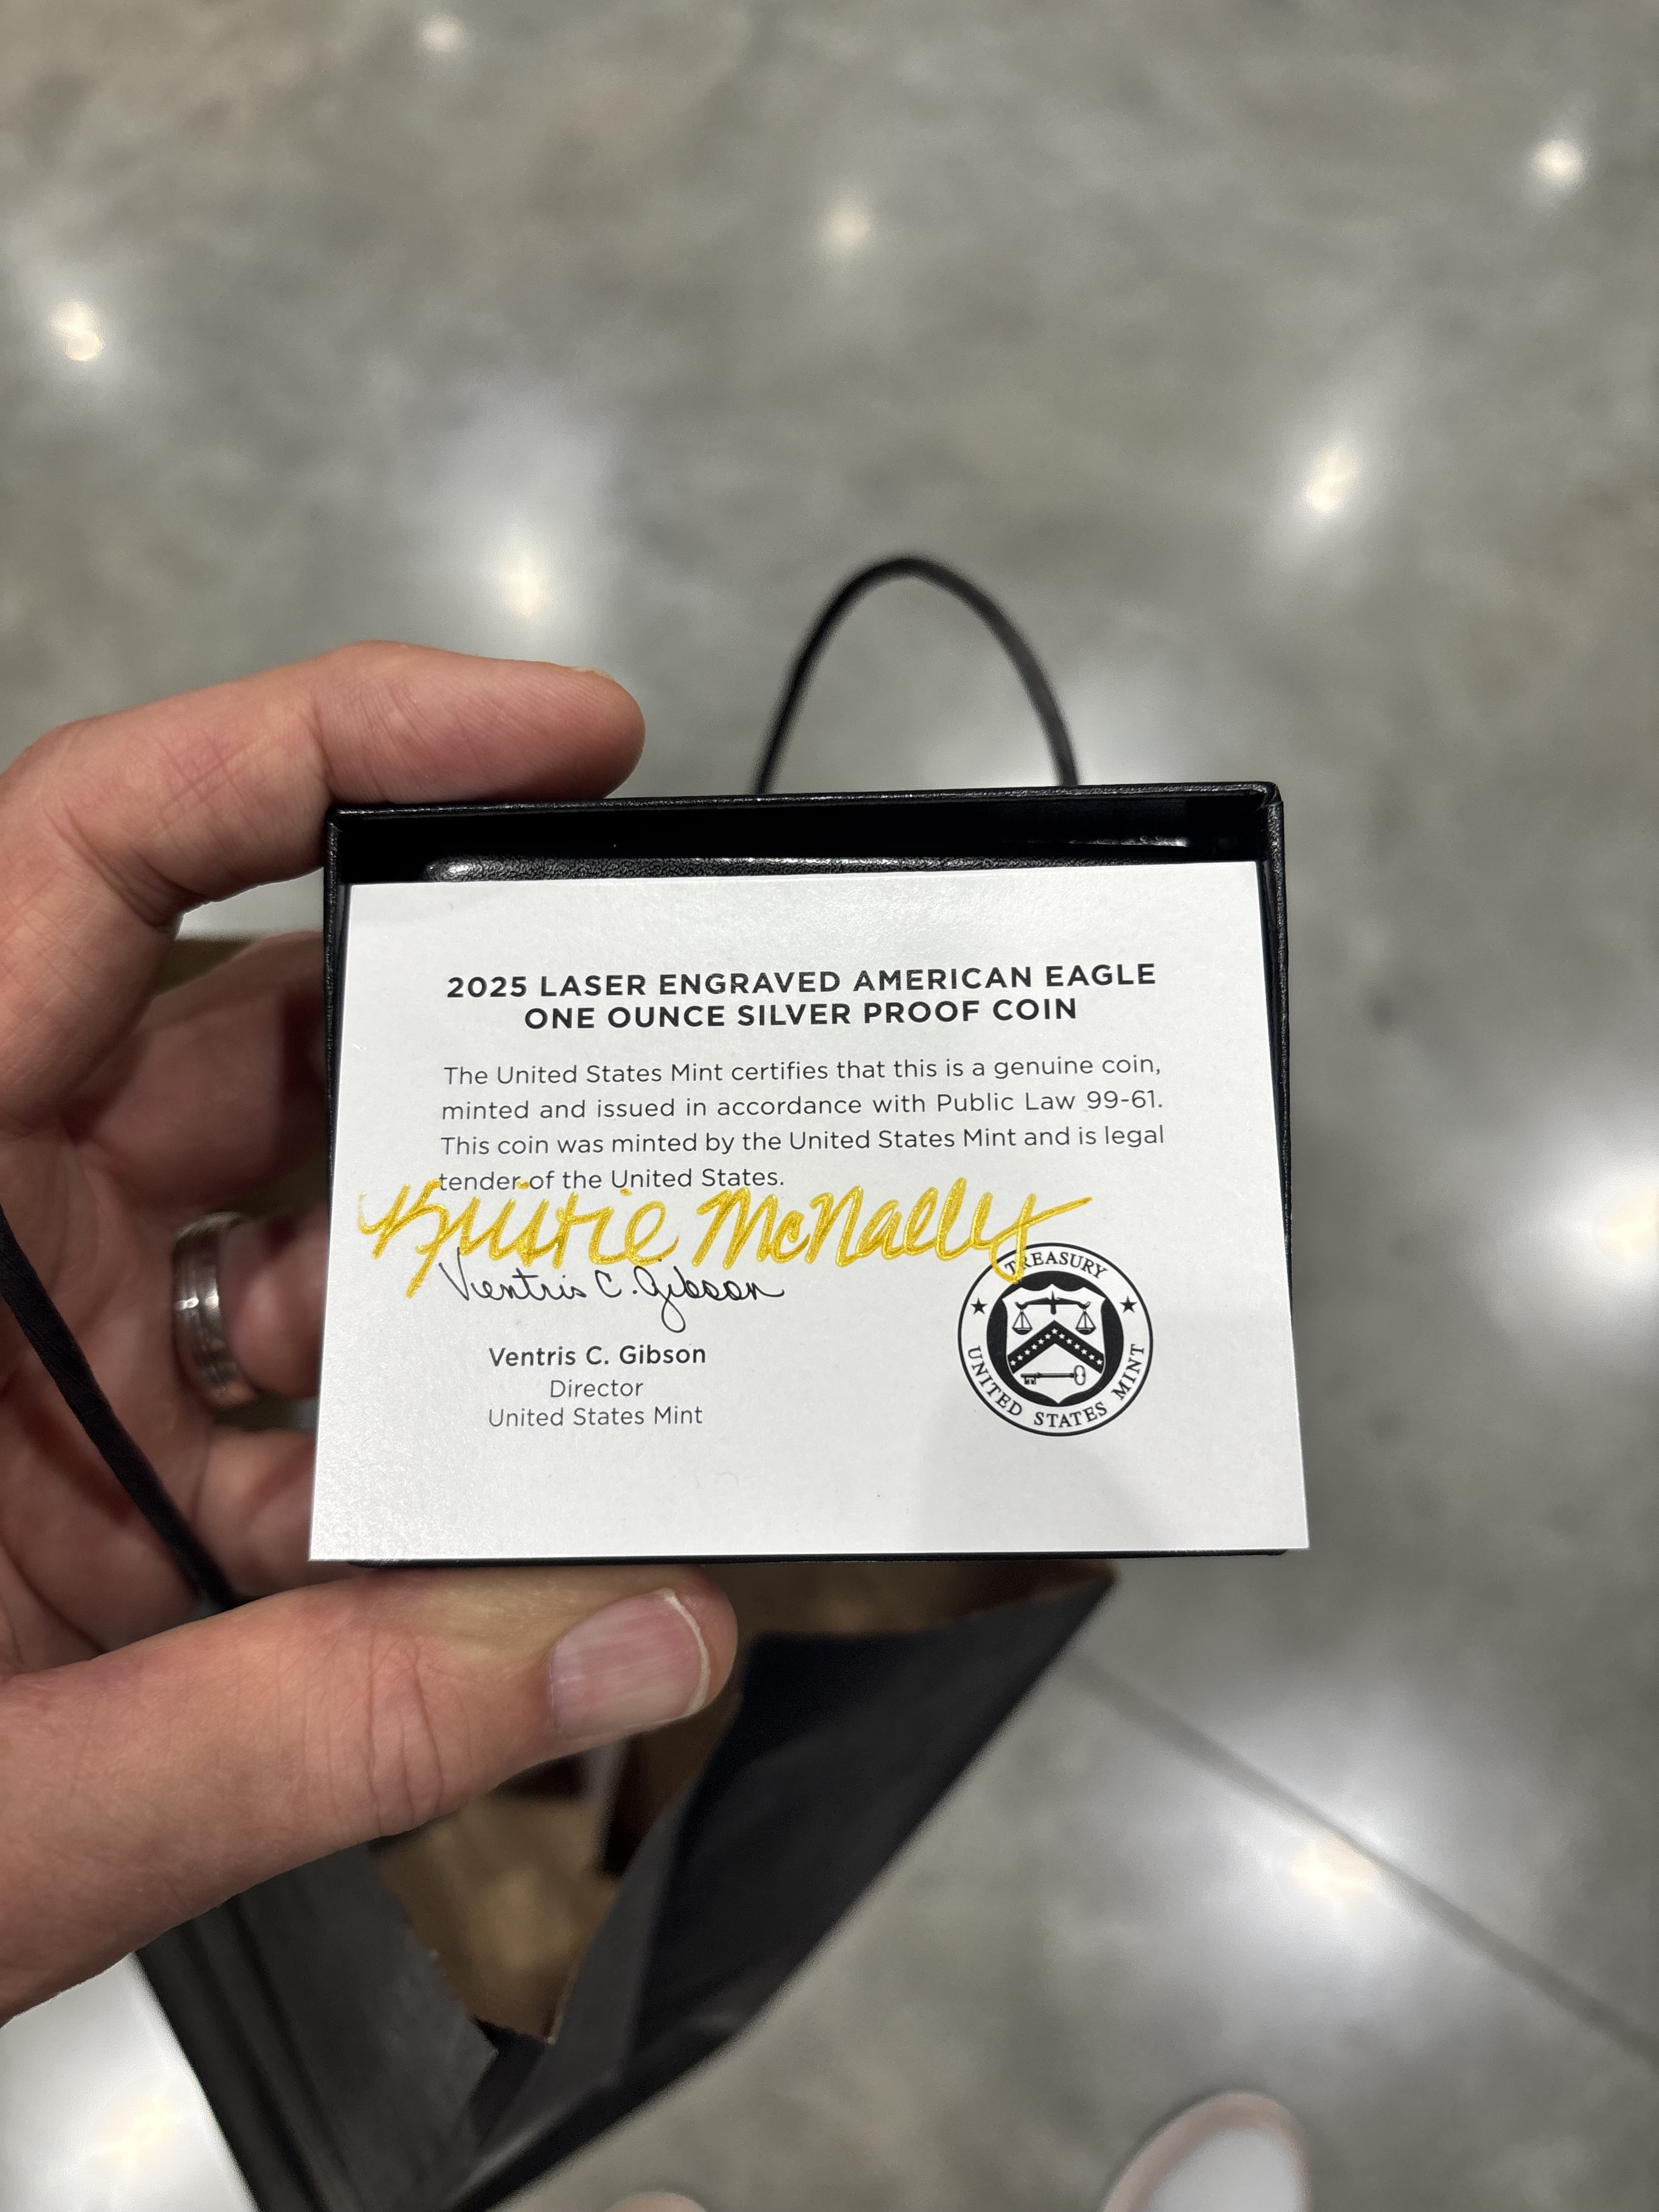 2025 LASER ENGRAVED AMERICAN EAGLE
ONE OUNCE SILVER PROOF COIN
The United States Mint certifies that this is a genuine coin,
minted and issued in accordance with Public Law 99-61.
This coin was minted by the United States Mint and is legal
tender of the United States.
Kristie McNally
Ventris C. Gibson
Ventris C. Gibson
Director
United States Mint
TREASURY
UNITED STATES MINT